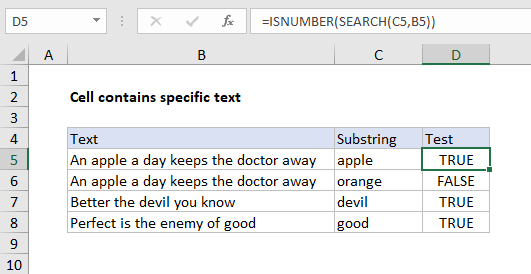 D5 fx =ISNUMBER(SEARCH(C5,B5))
A B C D
1
2 Cell contains specific text
3
4 Text Substring Test
5 An apple a day keeps the doctor away apple TRUE
6 An apple a day keeps the doctor away orange FALSE
7 Better the devil you know devil TRUE
8 Perfect is the enemy of good good TRUE
9
10